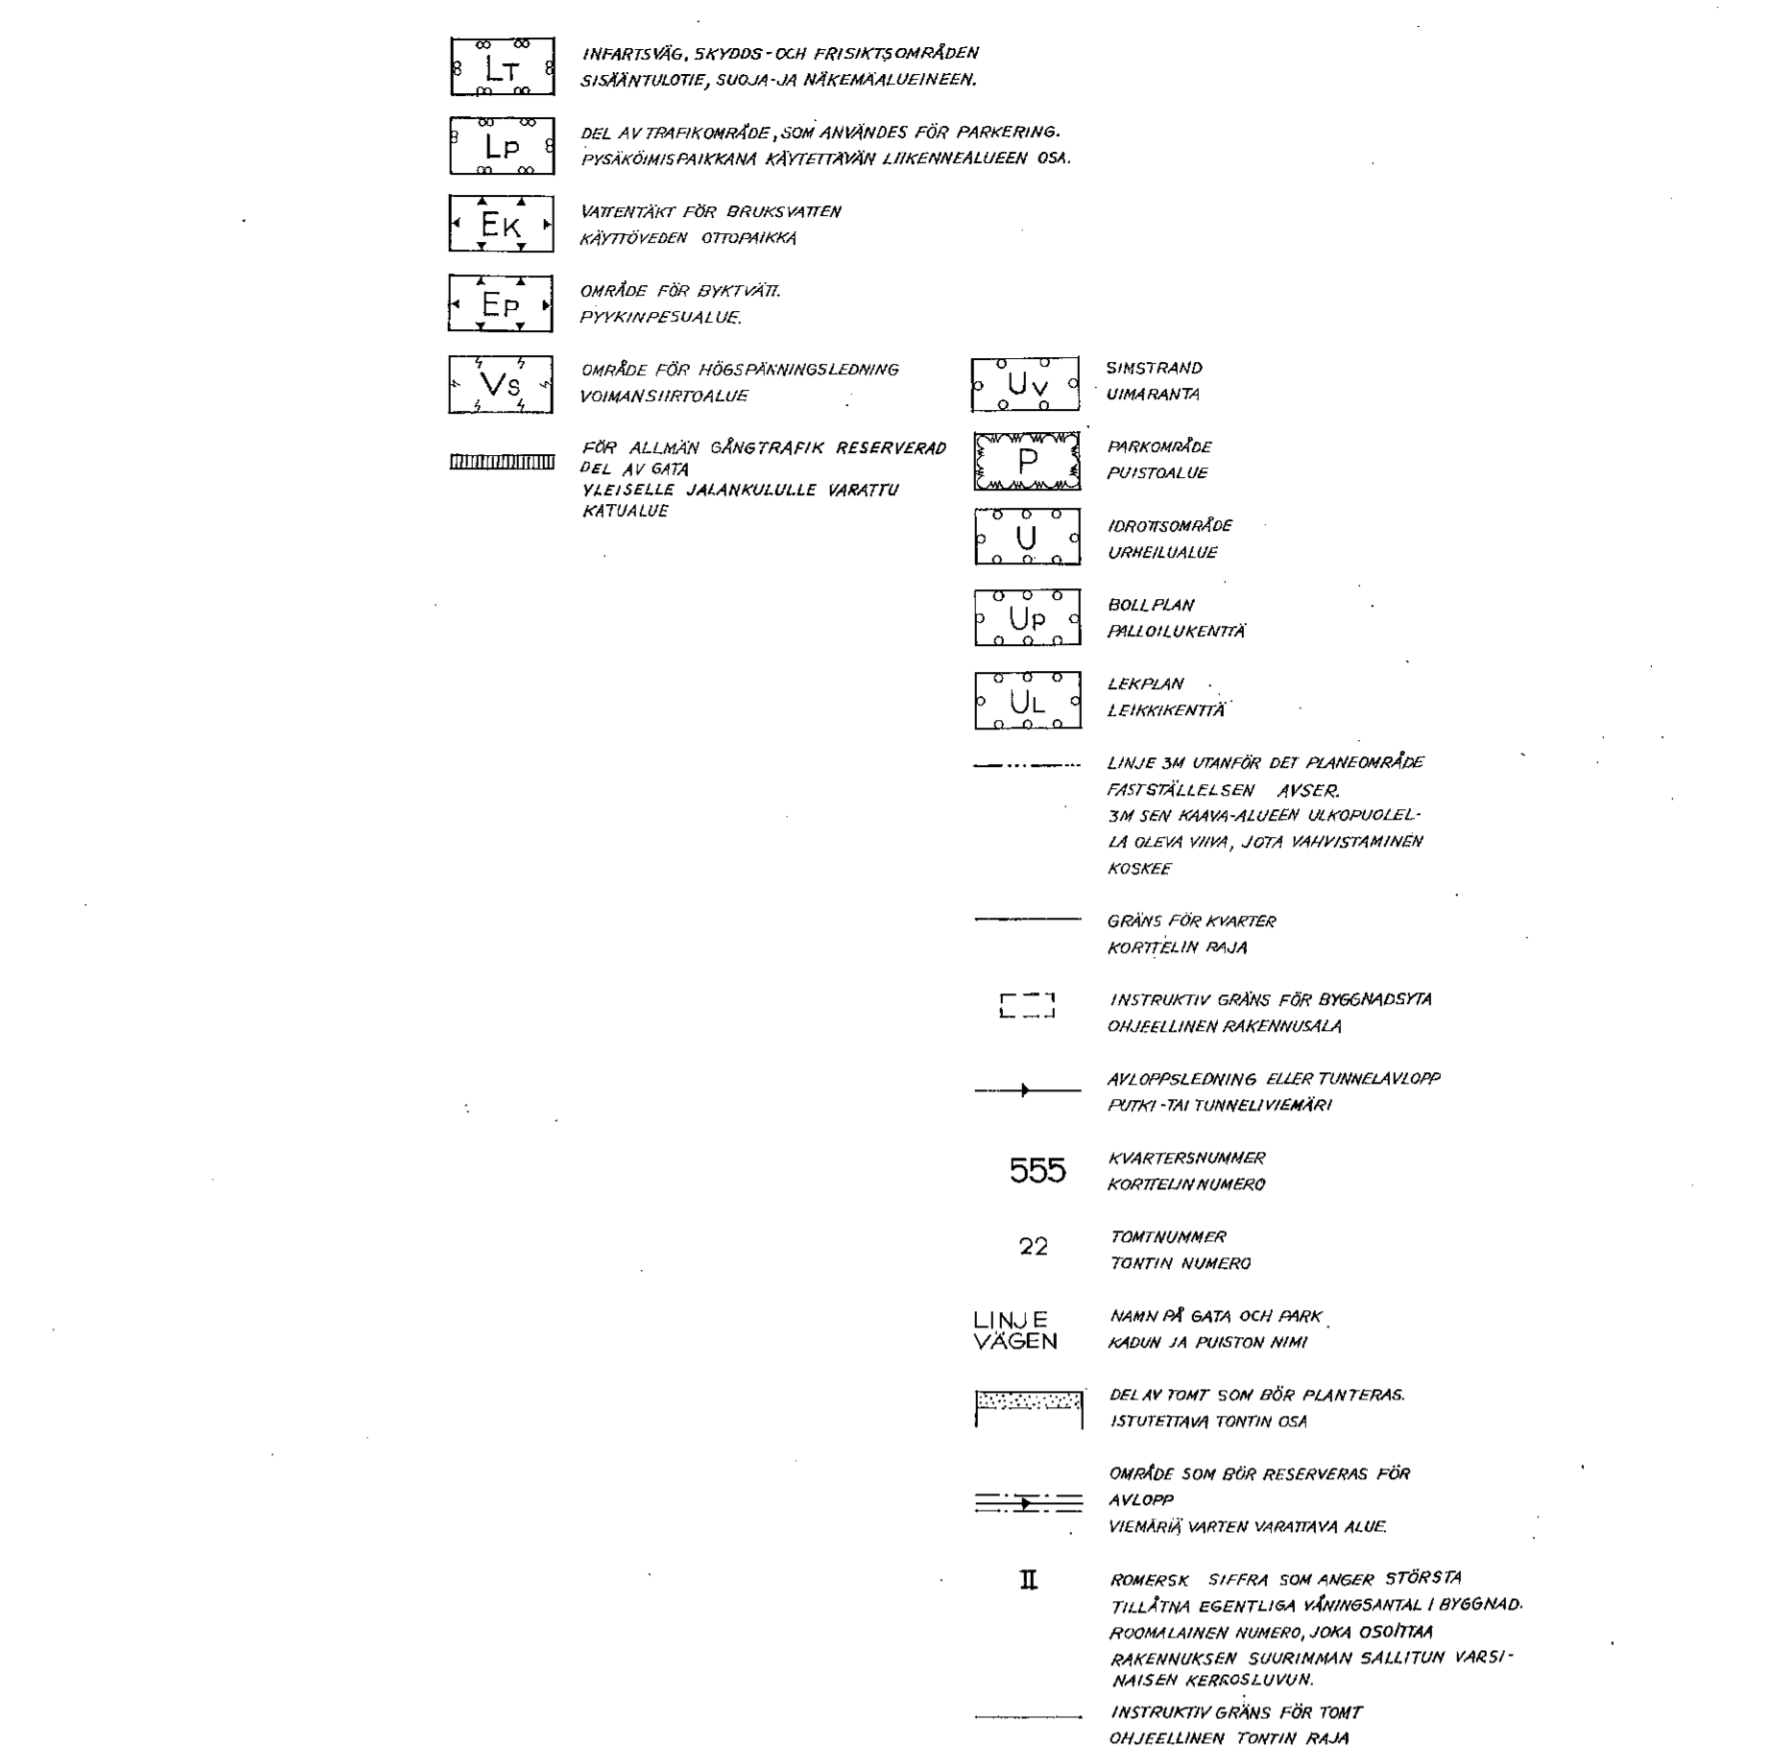 LT
INFARTSVÄG, SKYDDS-OCH FRISIKTSOMRÅDEN
SISÄÄNTULOTIE, SUOJA-JA NÄKEMÄALUEINEEN.
LP
DEL AV TRAFIKOMRÅDE, SOM ANVÄNDES FÖR PARKERING.
PYSÄKÖIMISPAIKKANA KÄYTETTÄVÄN LIIKENNEALUEEN OSA.
EK
VATTENTÄKT FÖR BRUKSVATTEN
KÄYTTÖVEDEN OTTOPAIKKA
EP
OMRÅDE FÖR BYKTVÄTT.
PYYKINPESUALUE.
VS
OMRÅDE FÖR HÖGSPÄNNINGSLEDNING
VOIMANSIIRTOALUE
FÖR ALLMÄN GÅNGTRAFIK RESERVERAD
DEL AV GATA
YLEISELLE JALANKULULLE VARATTU
KATUALUE
UV
SIMSTRAND
UIMARANTA
P
PARKOMRÅDE
PUISTOALUE
U
IDROTTSOMRÅDE
URHEILUALUE
UP
BOLLPLAN
PALLOILUKENTTÄ
UL
LEKPLAN
LEIKKIKENTTÄ
LINJE 3M UTANFÖR DET PLANEOMRÅDE
FASTSTÄLLELSEN AVSER.
3M SEN KAAVA-ALUEEN ULKOPUOLEL-
LA OLEVA VIIVA, JOTA VAHVISTAMINEN
KOSKEE
GRÄNS FÖR KVARTER
KORTTELIN RAJA
INSTRUKTIV GRÄNS FÖR BYGGNADSYTA
OHJEELLINEN RAKENNUSALA
AVLOPPSLEDNING ELLER TUNNELAVLOPP
PUTKI-TAI TUNNELIVIEMÄRI
555
KVARTERSNUMMER
KORTTELIN NUMERO
22
TOMTNUMMER
TONTIN NUMERO
LINJE
VÄGEN
NAMN PÅ GATA OCH PARK
KADUN JA PUISTON NIMI
DEL AV TOMT SOM BÖR PLANTERAS.
ISTUTETTAVA TONTIN OSA
OMRÅDE SOM BÖR RESERVERAS FÖR
AVLOPP
VIEMÄRIÄ VARTEN VARATTAVA ALUE.
II
ROMERSK SIFFRA SOM ANGER STÖRSTA
TILLÅTNA EGENTLIGA VÅNINGSANTAL I BYGGNAD.
ROOMALAINEN NUMERO, JOKA OSOITTAA
RAKENNUKSEN SUURIMMAN SALLITUN VARSI-
NAISEN KERROSLUVUN.
INSTRUKTIV GRÄNS FÖR TOMT
OHJEELLINEN TONTIN RAJA